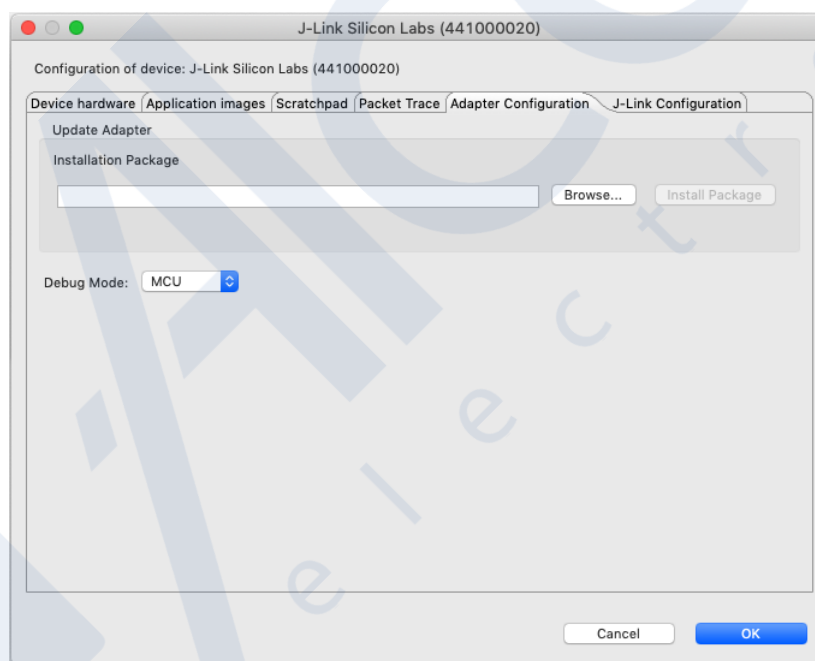 J-Link Silicon Labs (441000020)
Configuration of device: J-Link Silicon Labs (441000020)
Device hardware Application images Scratchpad Packet Trace Adapter Configuration J-Link Configuration
Update Adapter
Installation Package
Browse... Install Package
Debug Mode: MCU
Cancel OK
electr